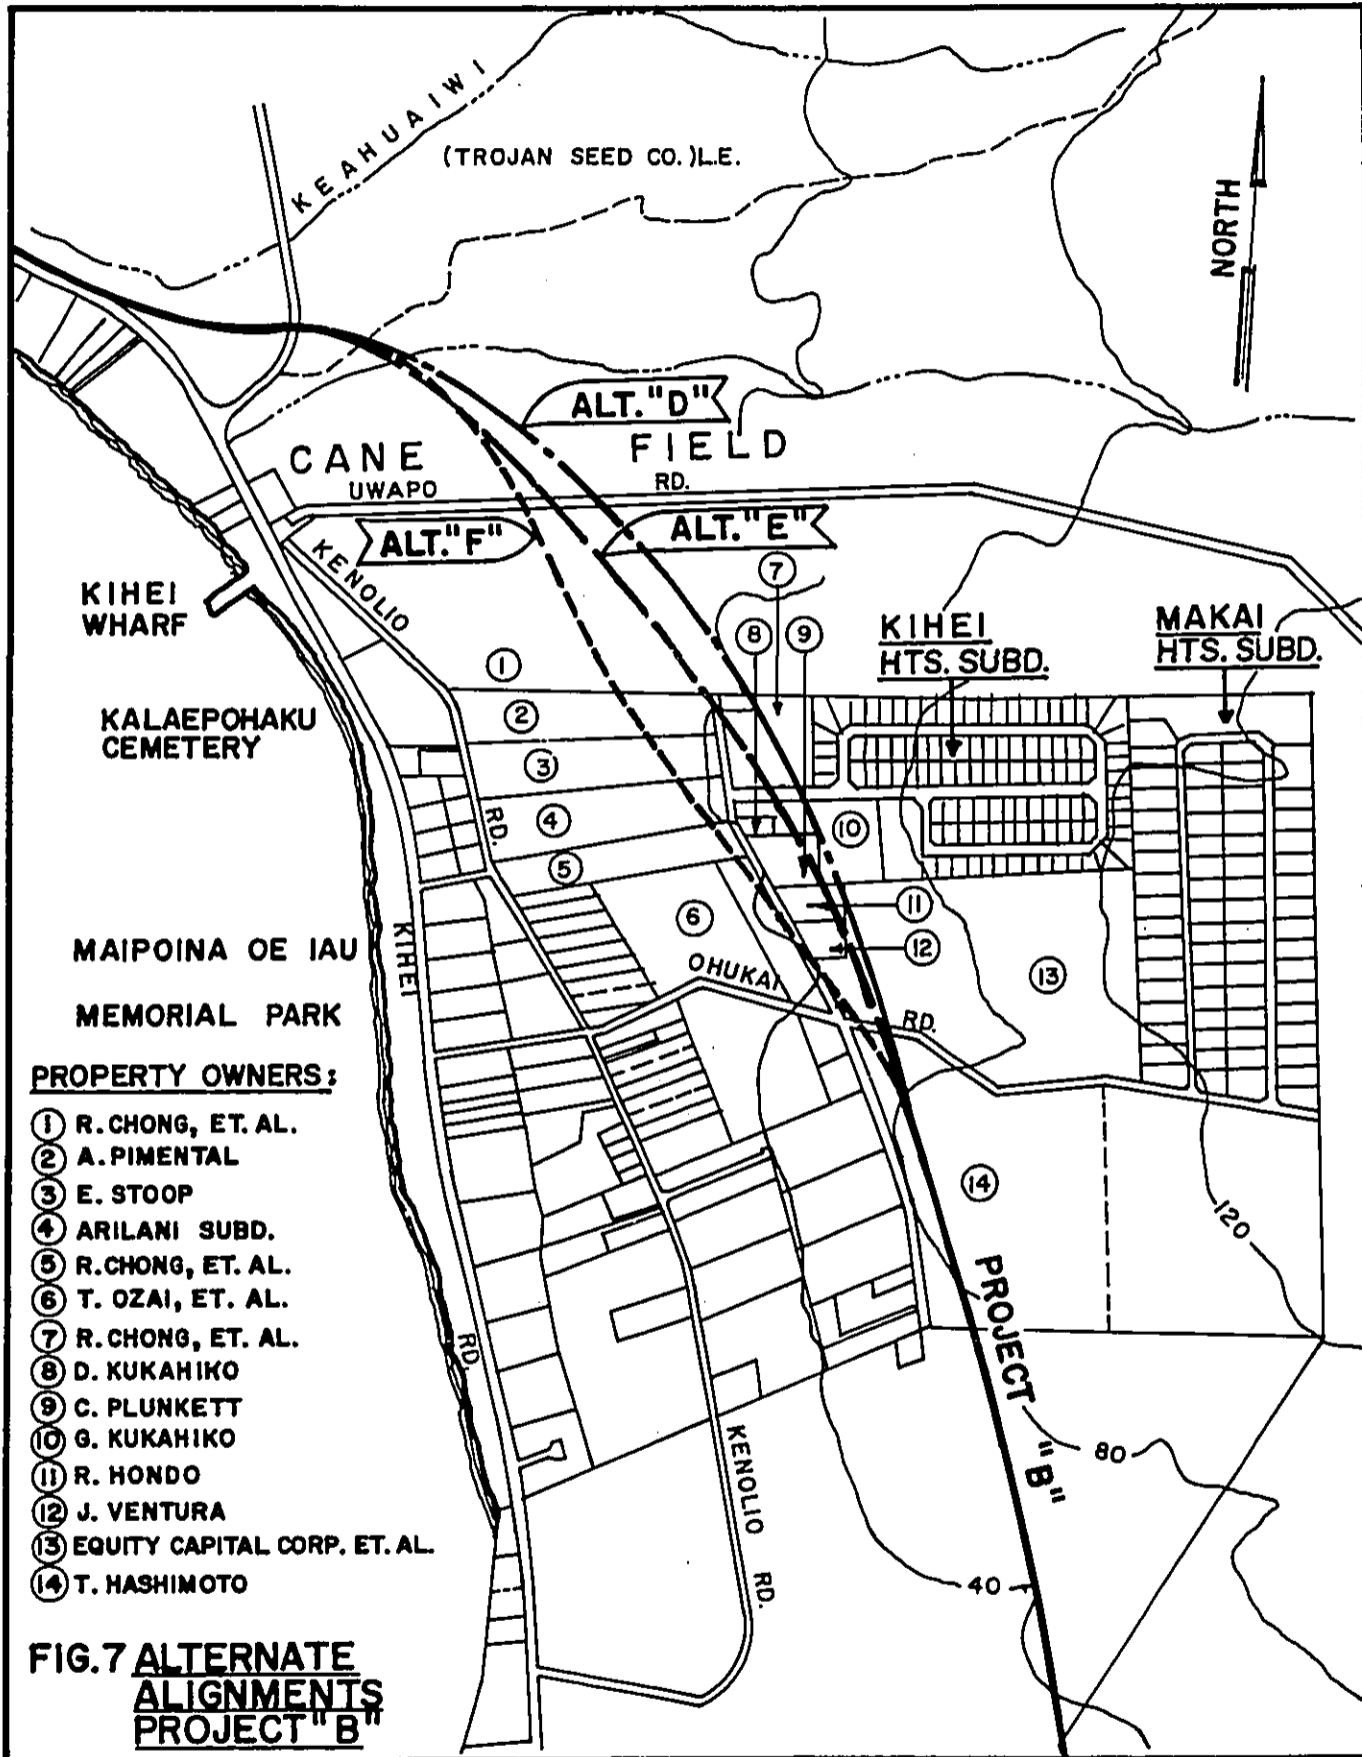 KEAHUAIWI
(TROJAN SEED CO.)L.E.
NORTH
ALT."D"
CANE FIELD
UWAPO RD.
ALT."F"
ALT."E"
KENOLIO
7
KIHEI
WHARF
8 9
KIHEI
HTS. SUBD.
MAKAI
HTS. SUBD.
1
2
KALAEPOHAKU
CEMETERY
3
RD.
4
10
5
6
11
12
KIHEI
MAIPOINA OE IAU
MEMORIAL PARK
OHUKAI
RD.
13
14
120
PROJECT "B"
RD.
80
KENOLIO
RD.
40
PROPERTY OWNERS:
1 R.CHONG, ET. AL.
2 A.PIMENTAL
3 E. STOOP
4 ARILANI SUBD.
5 R.CHONG, ET. AL.
6 T. OZAI, ET. AL.
7 R. CHONG, ET. AL.
8 D. KUKAHIKO
9 C. PLUNKETT
10 G. KUKAHIKO
11 R. HONDO
12 J. VENTURA
13 EQUITY CAPITAL CORP. ET. AL.
14 T. HASHIMOTO
FIG.7 ALTERNATE
ALIGNMENTS
PROJECT "B"